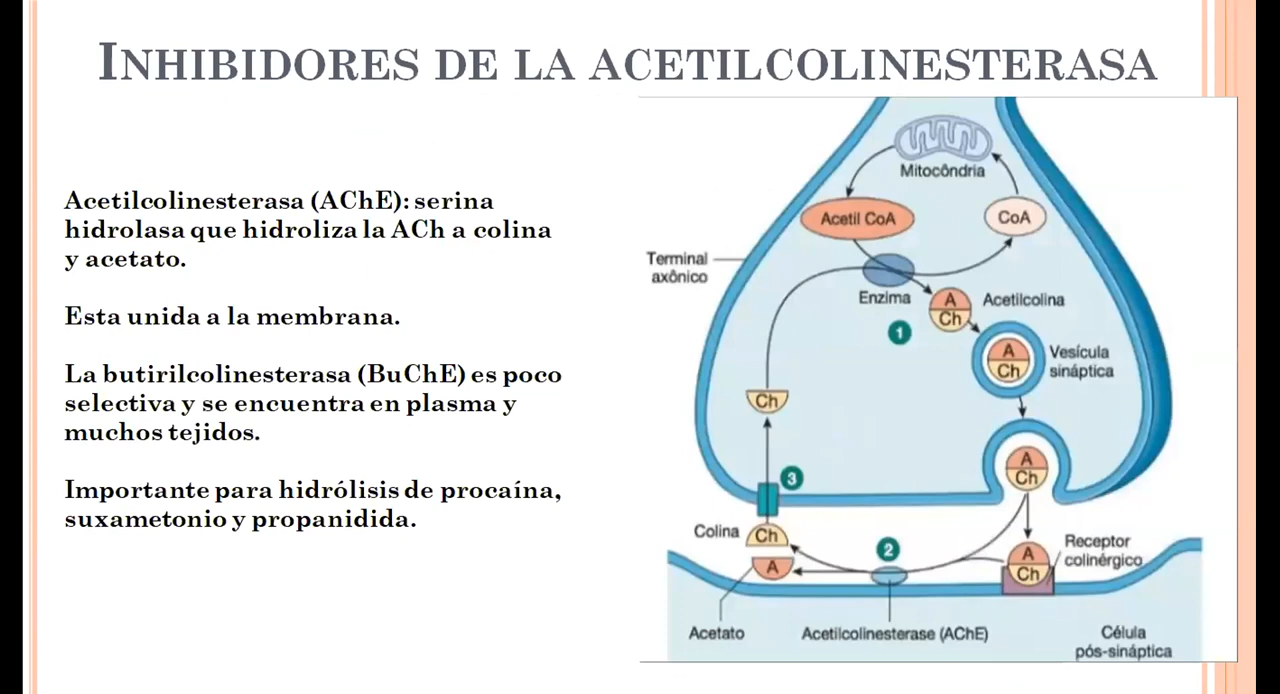 INHIBIDORES DE LA ACETILCOLINESTERASA
Acetilcolinesterasa (AChE): serina
hidrolasa que hidroliza la ACh a colina
y acetato.
Esta unida a la membrana.
La butirilcolinesterasa (BuChE) es poco
selectiva y se encuentra en plasma y
muchos tejidos.
Importante para hidrólisis de procaína,
suxametonio y propanidida.
Mitocôndria
Acetil CoA
CoA
Terminal
axônico
Enzima
A
Ch
Acetilcolina
1
A
Ch
Vesícula
sináptica
Ch
A
Ch
3
Colina
Ch
2
A
A
Ch
Receptor
colinérgico
Acetato
Acetilcolinesterase (AChE)
Célula
pós-sináptica